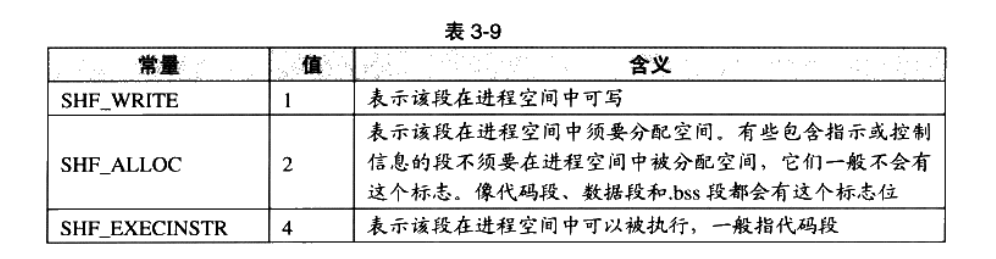 表 3-9
常量 值 含义
SHF_WRITE 1 表示该段在进程空间中可写
表示该段在进程空间中须要分配空间。有些包含指示或控制
SHF_ALLOC 2 信息的段不须要在进程空间中被分配空间，它们一般不会有
这个标志。像代码段、数据段和.bss 段都会有这个标志位
SHF_EXECINSTR 4 表示该段在进程空间中可以被执行，一般指代码段